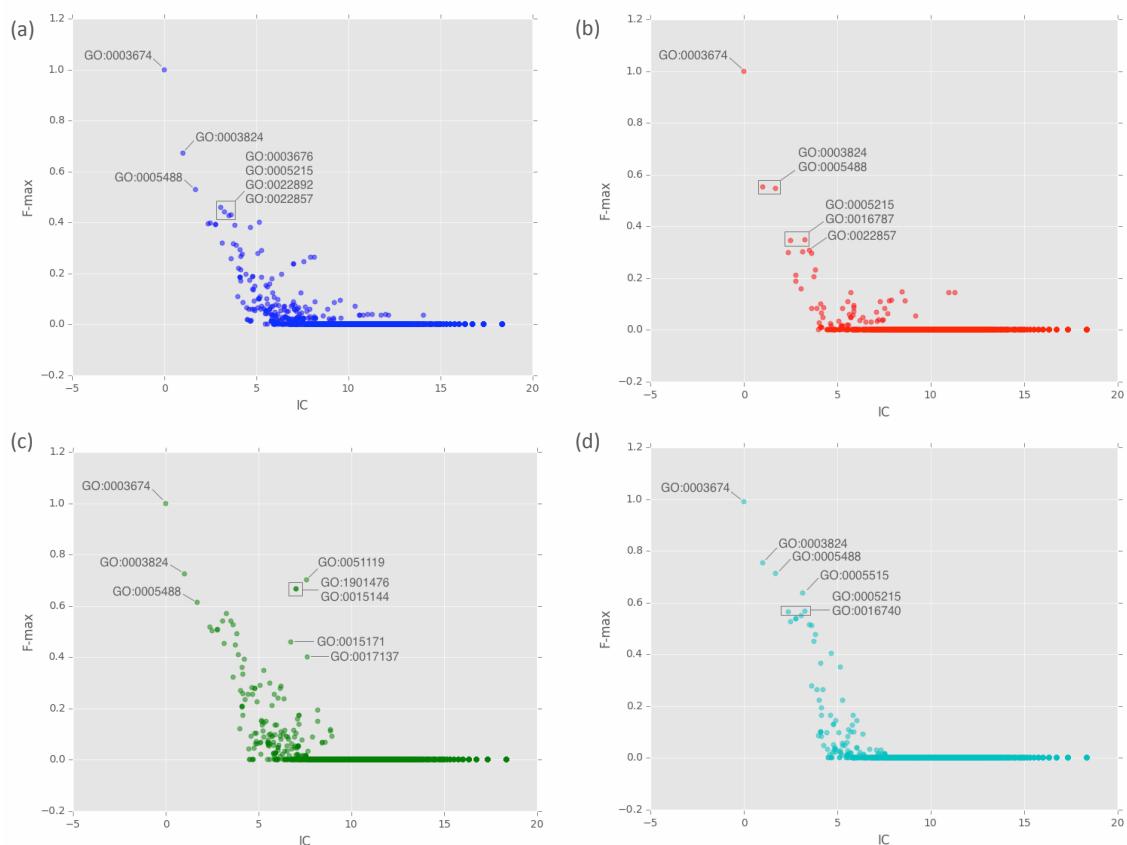 (a)
1.2
1.0
0.8
0.6
0.4
0.2
0.0
−0.2
F-max
GO:0003674
GO:0003824
GO:0005488
GO:0003676
GO:0005215
GO:0022892
GO:0022857
−5
0
5
10
15
20
IC
(b)
1.2
1.0
0.8
0.6
0.4
0.2
0.0
−0.2
F-max
GO:0003674
GO:0003824
GO:0005488
GO:0005215
GO:0016787
GO:0022857
−5
0
5
10
15
20
IC
(c)
1.2
1.0
0.8
0.6
0.4
0.2
0.0
−0.2
F-max
GO:0003674
GO:0003824
GO:0005488
GO:0051119
GO:1901476
GO:0015144
GO:0015171
GO:0017137
−5
0
5
10
15
20
IC
(d)
1.2
1.0
0.8
0.6
0.4
0.2
0.0
−0.2
F-max
GO:0003674
GO:0003824
GO:0005488
GO:0005515
GO:0005215
GO:0016740
−5
0
5
10
15
20
IC